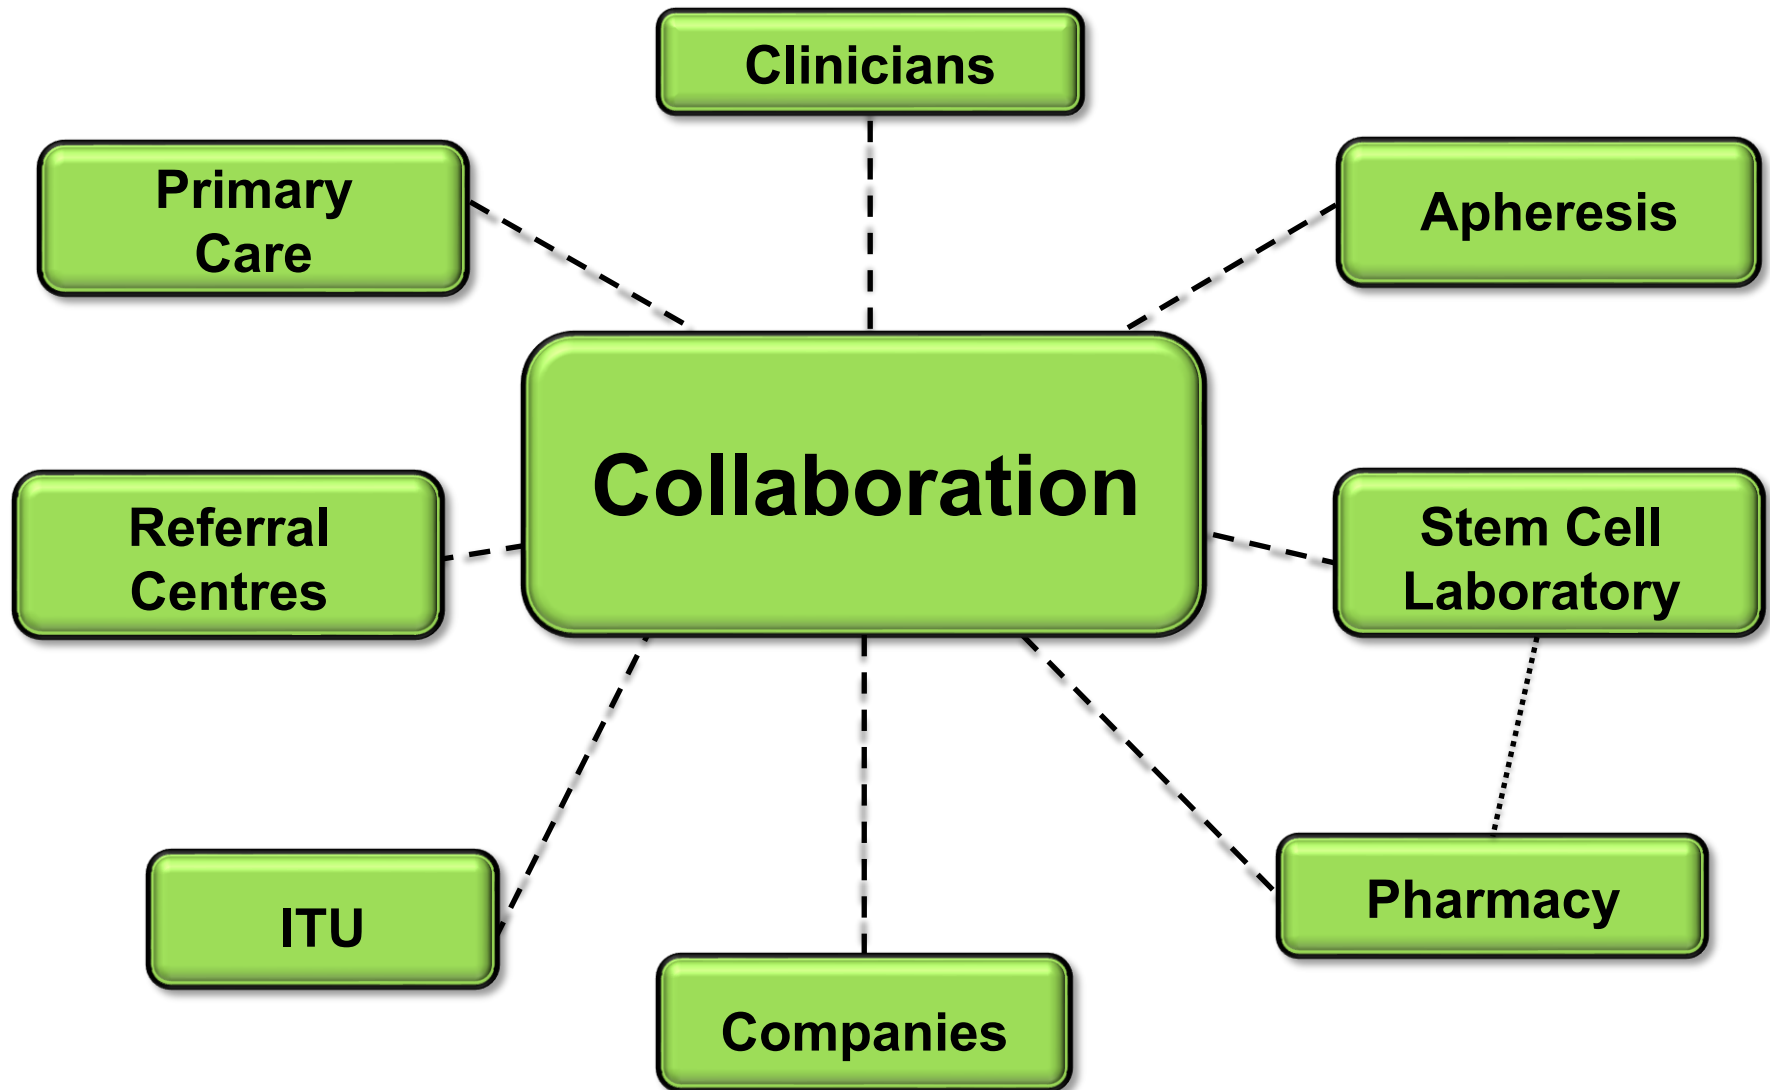 Clinicians
Primary
Care
Apheresis
Collaboration
Referral
Centres
Stem Cell
Laboratory
ITU
Pharmacy
Companies